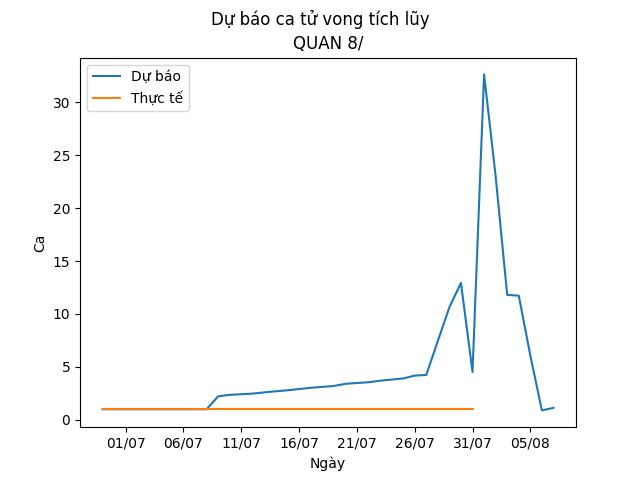 Dự báo ca tử vong tích lũy
QUAN 8/
Dự báo
Thực tế
Ca
30
25
20
15
10
5
0
01/07 06/07 11/07 16/07 21/07 26/07 31/07 05/08
Ngày